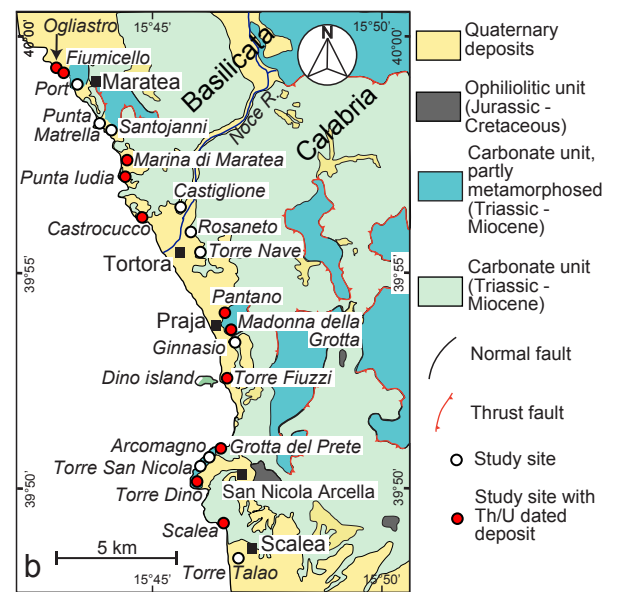 15°45'
15°50'
40°00'
40°00'
Ogliastro
Fiumicello
Port
Maratea
Basilicata
N
Punta
Matrella
Santojanni
Noce R.
Calabria
Marina di Maratea
Punta Iudia
Castiglione
Castrocucco
Rosaneto
Torre Nave
Tortora
39°55'
39°55'
Pantano
Praja
Madonna della
Grotta
Ginnasio
Dino island
Torre Fiuzzi
Arcomagno
Grotta del Prete
Torre San Nicola
39°50'
39°50'
Torre Dino
San Nicola Arcella
Scalea
5 km
Scalea
b
Torre Talao
15°45'
15°50'
Quaternary
deposits
Ophiliolitic unit
(Jurassic -
Cretaceous)
Carbonate unit,
partly
metamorphosed
(Triassic -
Miocene)
Carbonate unit
(Triassic -
Miocene)
Normal fault
Thrust fault
Study site
Study site with
Th/U dated
deposit